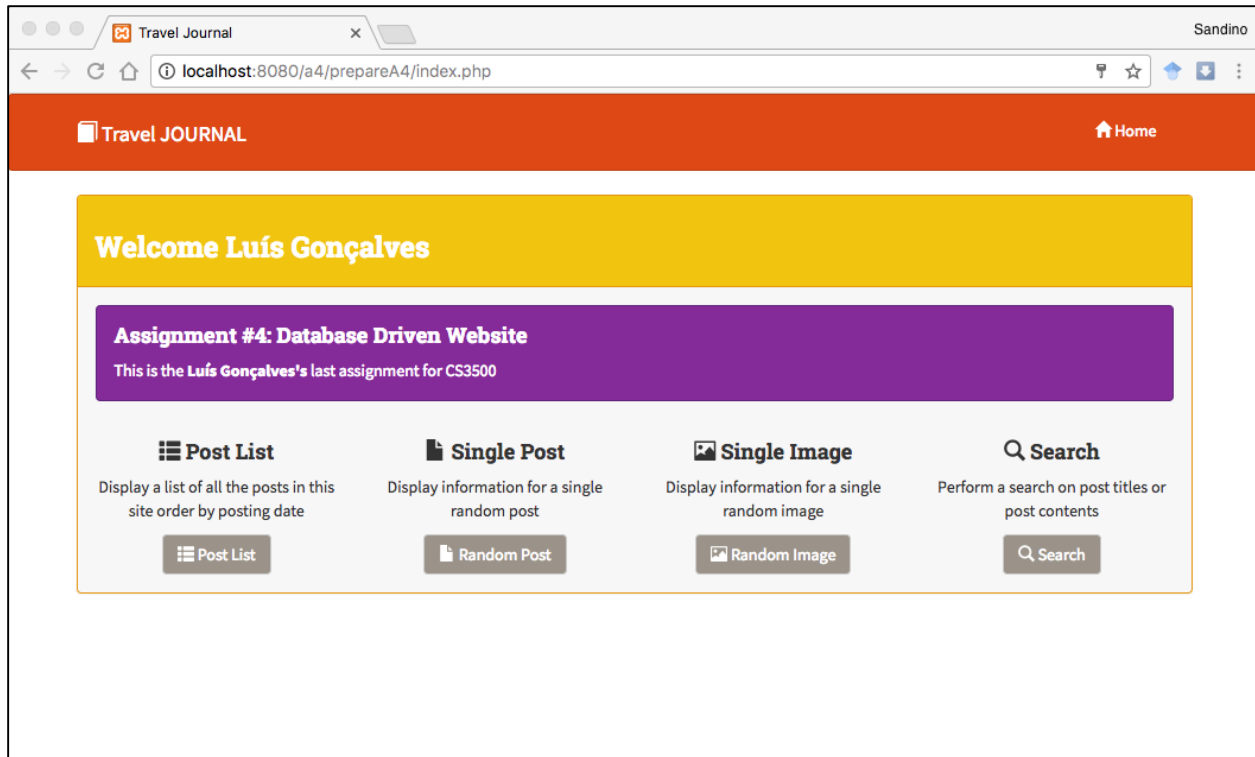 Travel Journal
Sandino
localhost:8080/a4/prepareA4/index.php
Travel JOURNAL
Home
Welcome Luís Gonçalves
Assignment #4: Database Driven Website
This is the Luís Gonçalves's last assignment for CS3500
Post List
Display a list of all the posts in this
site order by posting date
Post List
Single Post
Display information for a single
random post
Random Post
Single Image
Display information for a single
random image
Random Image
Search
Perform a search on post titles or
post contents
Search